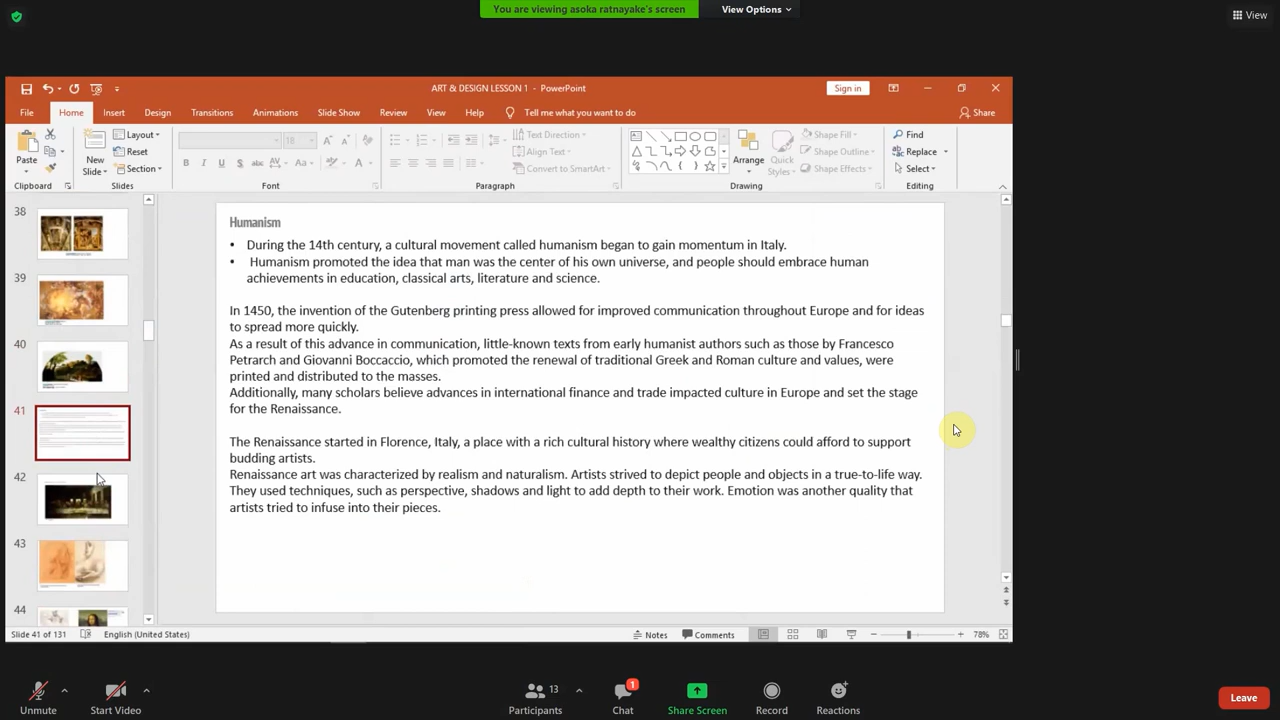 You are viewing asoka ratnayake's screen
View Options
View
ART & DESIGN LESSON 1 - PowerPoint
Sign in
File
Home
Insert
Design
Transitions
Animations
Slide Show
Review
View
Help
Tell me what you want to do
Share
Paste
New
Slide
Layout
Reset
Section
18
B
I
U
S
abc
AV
Aa
A
Text Direction
Align Text
Convert to SmartArt
Arrange
Quick
Styles
Shape Fill
Shape Outline
Shape Effects
Find
Replace
Select
Clipboard
Slides
Font
Paragraph
Drawing
Editing
38
39
40
41
42
43
44
Humanism
• During the 14th century, a cultural movement called humanism began to gain momentum in Italy.
• Humanism promoted the idea that man was the center of his own universe, and people should embrace human
achievements in education, classical arts, literature and science.
In 1450, the invention of the Gutenberg printing press allowed for improved communication throughout Europe and for ideas
to spread more quickly.
As a result of this advance in communication, little-known texts from early humanist authors such as those by Francesco
Petrarch and Giovanni Boccaccio, which promoted the renewal of traditional Greek and Roman culture and values, were
printed and distributed to the masses.
Additionally, many scholars believe advances in international finance and trade impacted culture in Europe and set the stage
for the Renaissance.
The Renaissance started in Florence, Italy, a place with a rich cultural history where wealthy citizens could afford to support
budding artists.
Renaissance art was characterized by realism and naturalism. Artists strived to depict people and objects in a true-to-life way.
They used techniques, such as perspective, shadows and light to add depth to their work. Emotion was another quality that
artists tried to infuse into their pieces.
Slide 41 of 131
English (United States)
Notes
Comments
78%
Unmute
Start Video
13
Participants
1
Chat
Share Screen
Record
Reactions
Leave